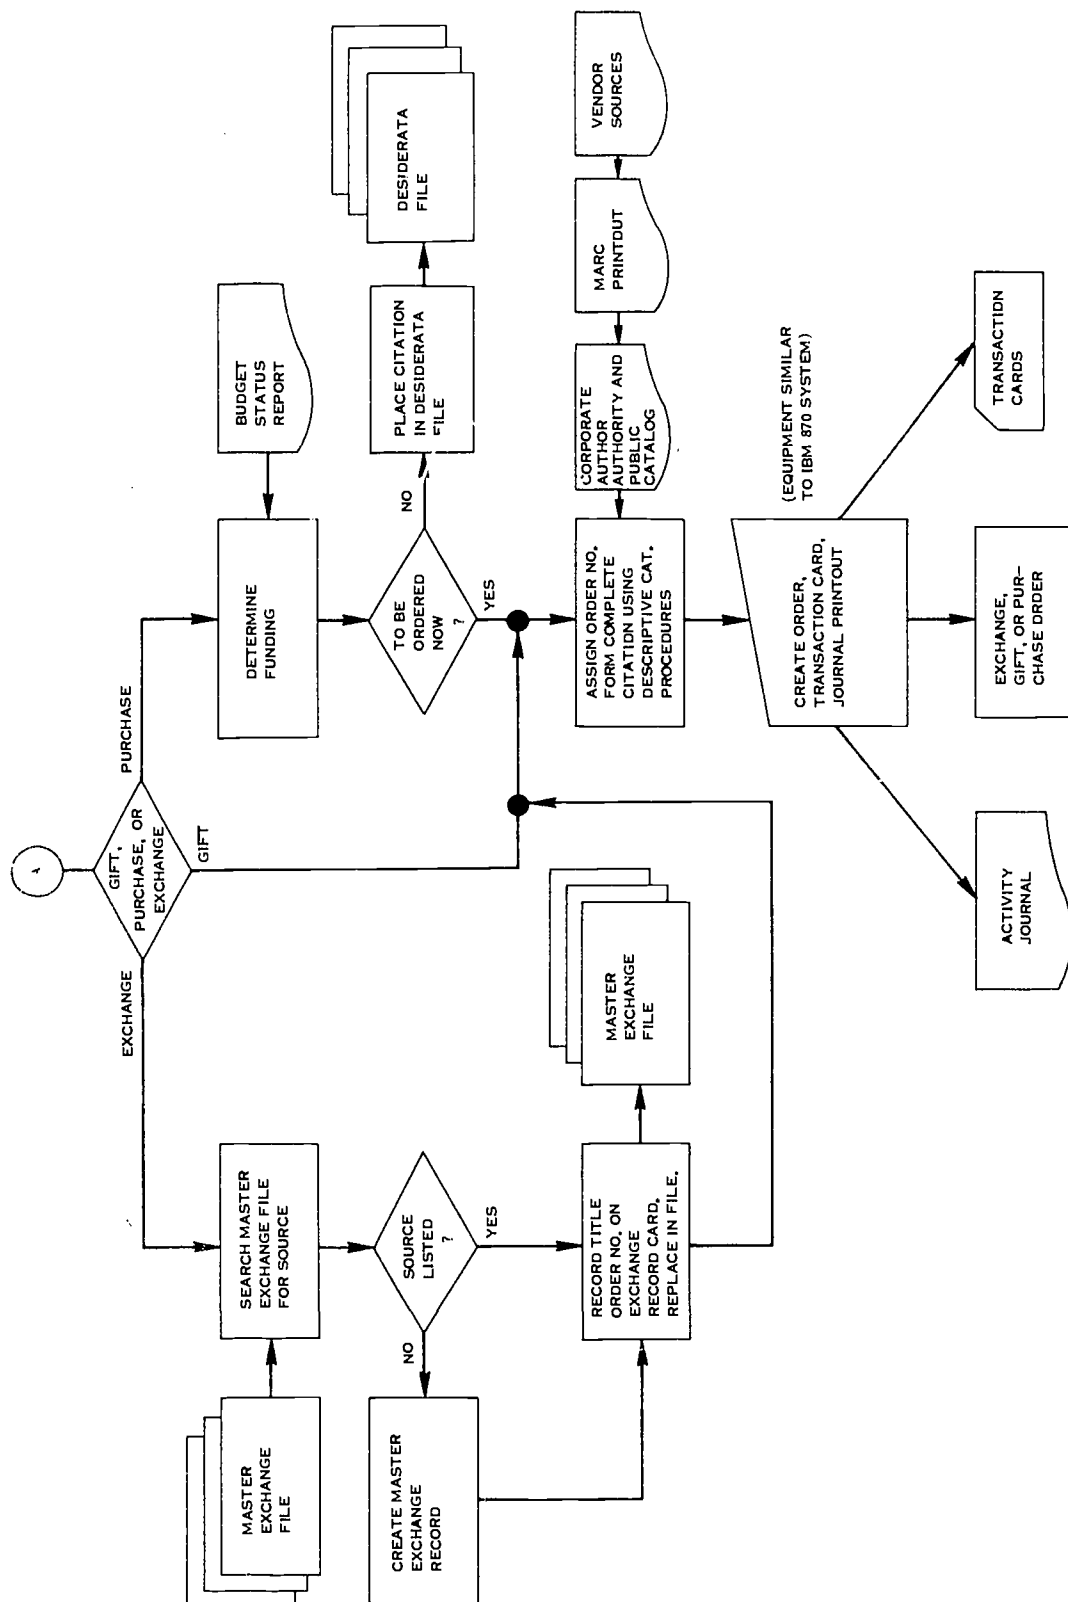 A
GIFT,
PURCHASE, OR
EXCHANGE
EXCHANGE
PURCHASE
GIFT
MASTER
EXCHANGE
FILE
SEARCH MASTER
EXCHANGE FILE
FOR SOURCE
DETERMINE
FUNDING
BUDGET
STATUS
REPORT
SOURCE
LISTED
?
NO
YES
TO BE
ORDERED
NOW
?
NO
YES
PLACE CITATION
IN DESIDERATA
FILE
DESIDERATA
FILE
CREATE MASTER
EXCHANGE
RECORD
RECORD TITLE
ORDER NO. ON
EXCHANGE
RECORD CARD.
REPLACE IN FILE.
MASTER
EXCHANGE
FILE
ASSIGN ORDER NO.
FORM COMPLETE
CITATION USING
DESCRIPTIVE CAT.
PROCEDURES
CORPORATE
AUTHOR
AUTHORITY AND
PUBLIC
CATALOG
MARC
PRINTDUT
VENDOR
SOURCES
CREATE ORDER,
TRANSACTION CARD,
JOURNAL PRINTOUT
(EQUIPMENT SIMILAR
TO IBM 870 SYSTEM)
ACTIVITY
JOURNAL
EXCHANGE,
GIFT, OR PUR–
CHASE DRDER
TRANSACTION
CARDS